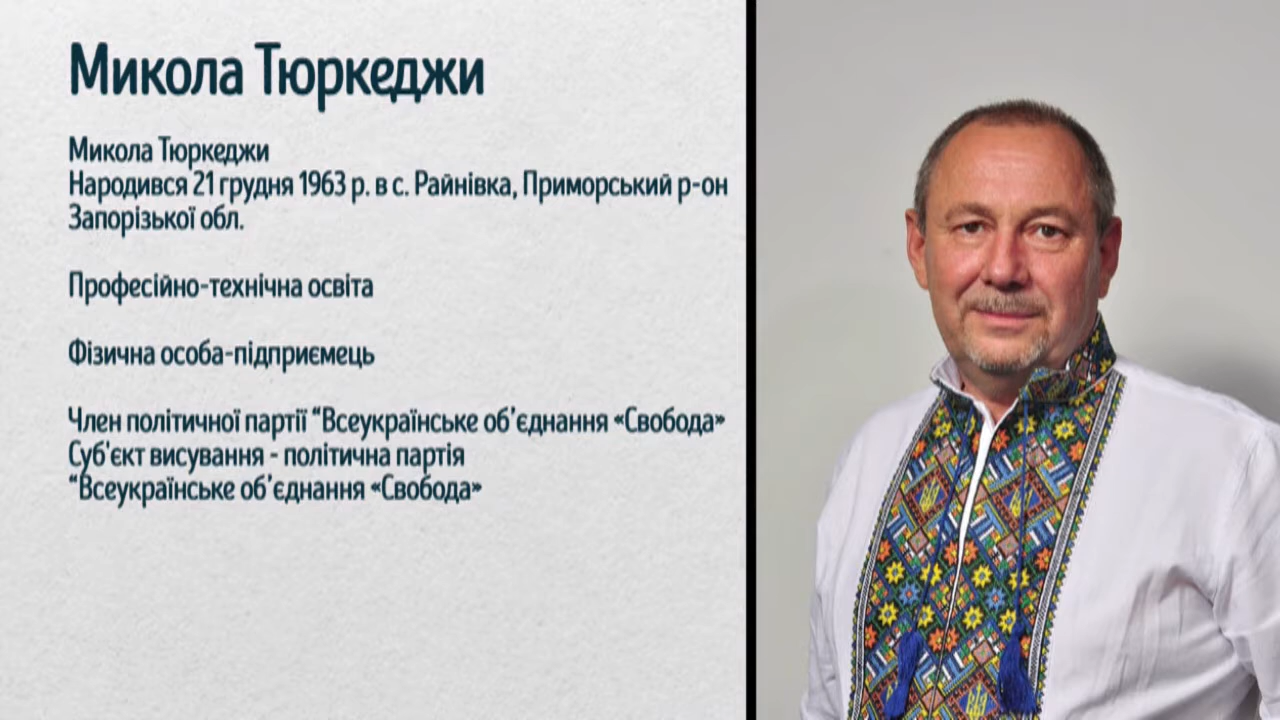 Микола Тюркеджи
Микола Тюркеджи
Народився 21 грудня 1963 р. в с. Райнівка, Приморський р-он
Запорізької обл.
Професійно-технічна освіта
Фізична особа-підприємець
Член політичної партії “Всеукраїнське об’єднання «Свобода»
Суб'єкт висування - політична партія
“Всеукраїнське об’єднання «Свобода»